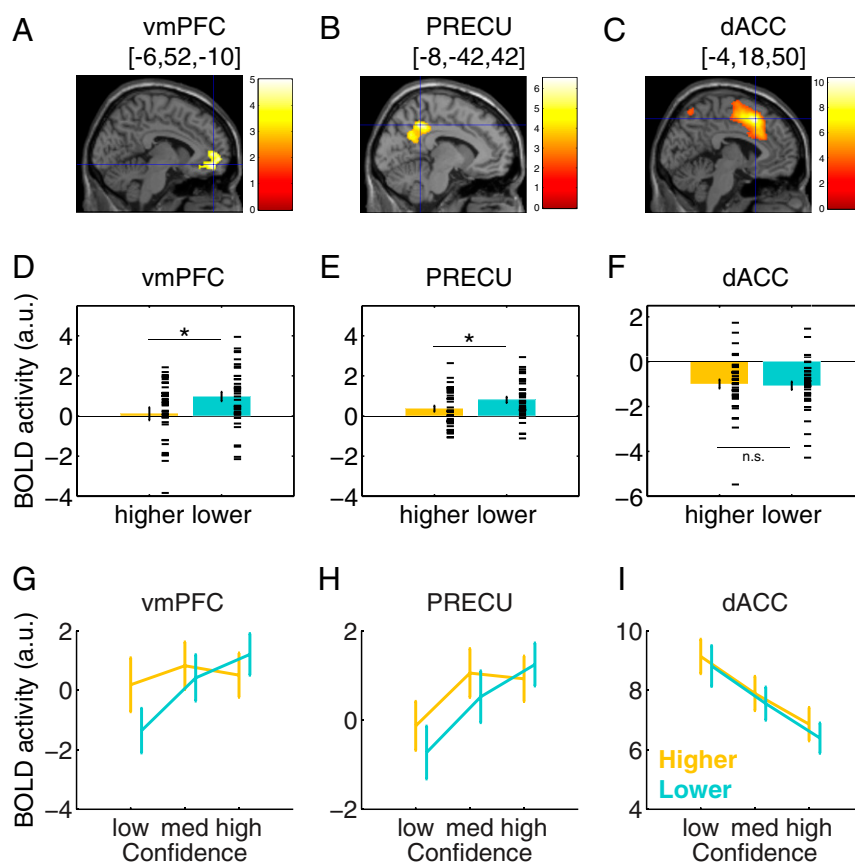 A vmPFC
[-6,52,-10]
5
4
3
2
1
0
B PRECU
[-8,-42,42]
6
5
4
3
2
1
0
C dACC
[-4,18,50]
10
8
6
4
2
0
D vmPFC
BOLD activity (a.u.)
4
2
0
−2
−4
*
higher lower
E PRECU
4
2
0
−2
−4
*
higher lower
F dACC
2
0
−2
−4
−6
n.s.
higher lower
G vmPFC
BOLD activity (a.u.)
2
0
−2
−4
low med high
Confidence
H PRECU
2
0
−2
low med high
Confidence
I dACC
10
8
6
4
Higher
Lower
low med high
Confidence